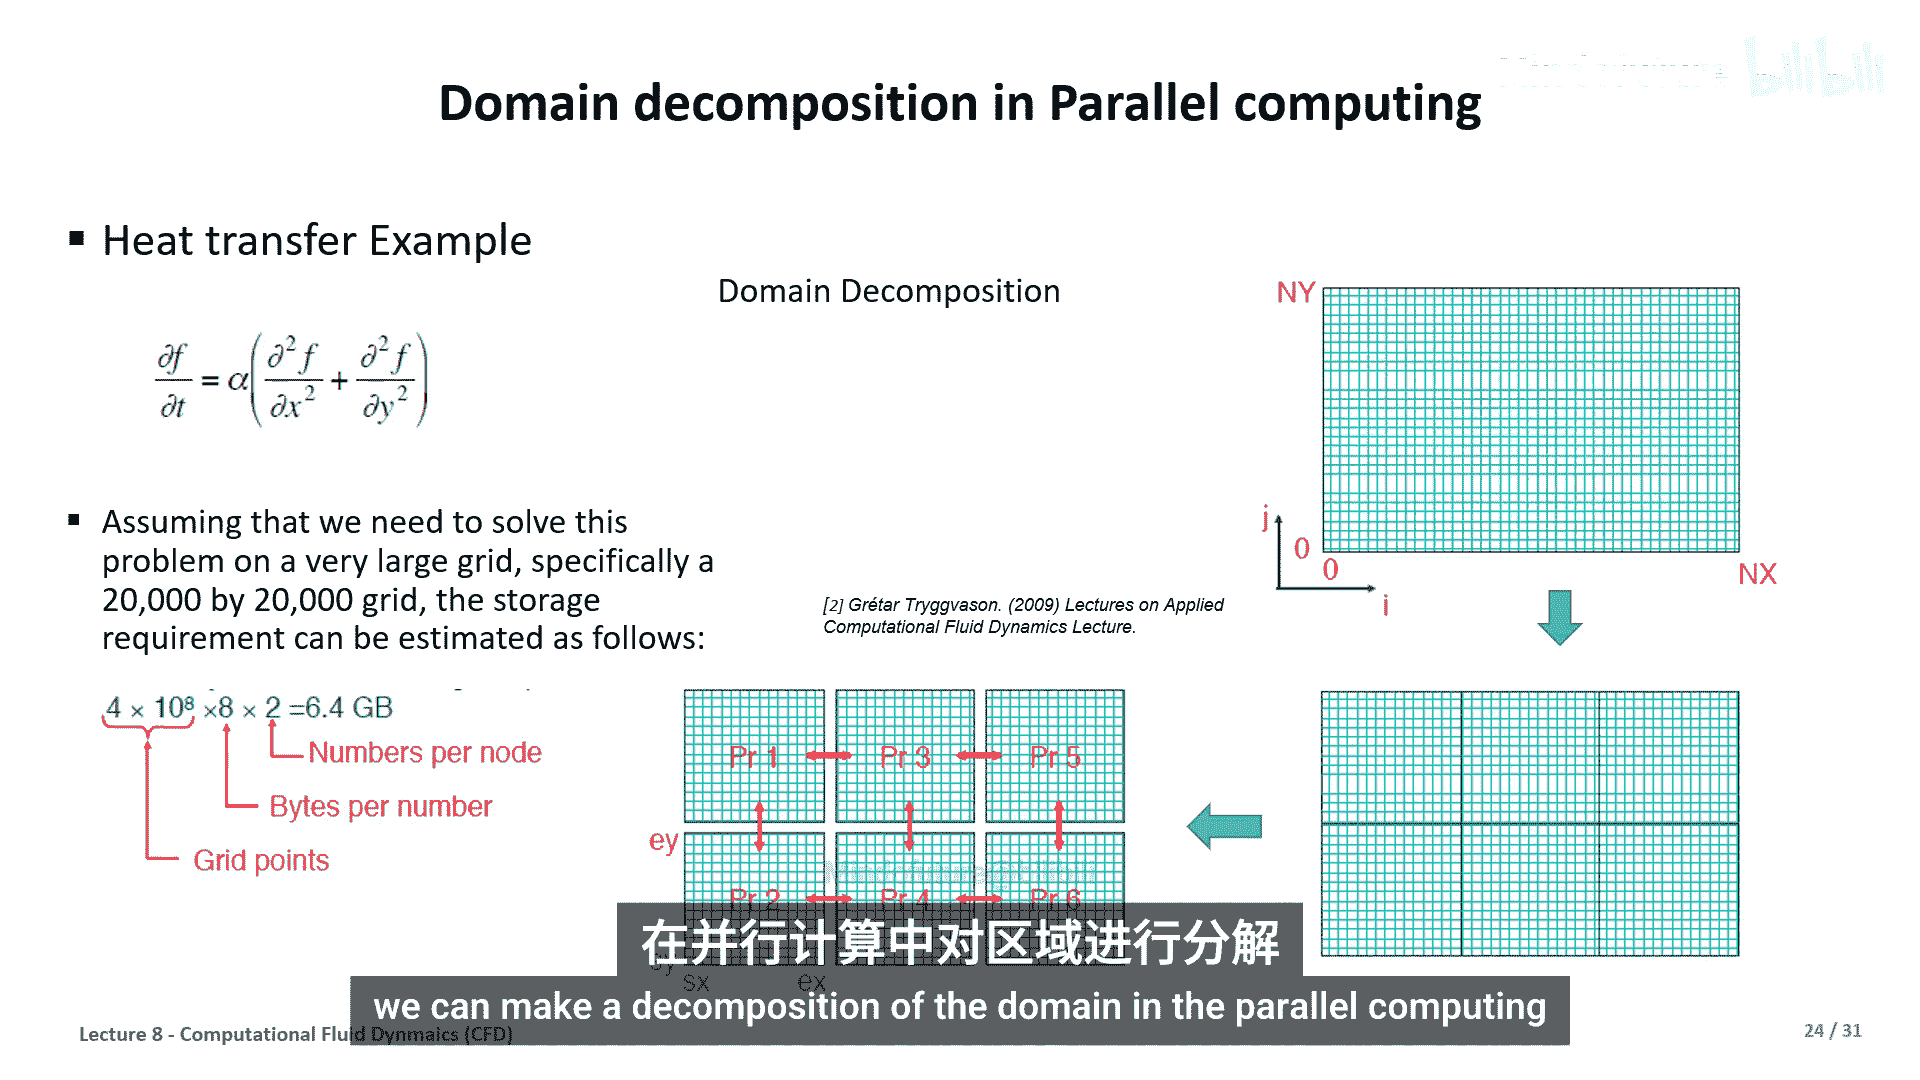 Domain decomposition in Parallel computing
bilibili
▪ Heat transfer Example
Domain Decomposition
∂f/∂t = α(∂²f/∂x² + ∂²f/∂y²)
▪ Assuming that we need to solve this
problem on a very large grid, specifically a
20,000 by 20,000 grid, the storage
requirement can be estimated as follows:
4 × 10⁸ ×8 × 2 =6.4 GB
Numbers per node
Bytes per number
Grid points
NY
j
0
0
NX
i
[2] Grétar Tryggvason. (2009) Lectures on Applied
Computational Fluid Dynamics Lecture.
Pr 1
Pr 3
Pr 5
ey
Pr 2
Pr 4
Pr 6
sx
ex
在并行计算中对区域进行分解
we can make a decomposition of the domain in the parallel computing
Lecture 8 - Computational Fluid Dynmaics (CFD)
24 / 31